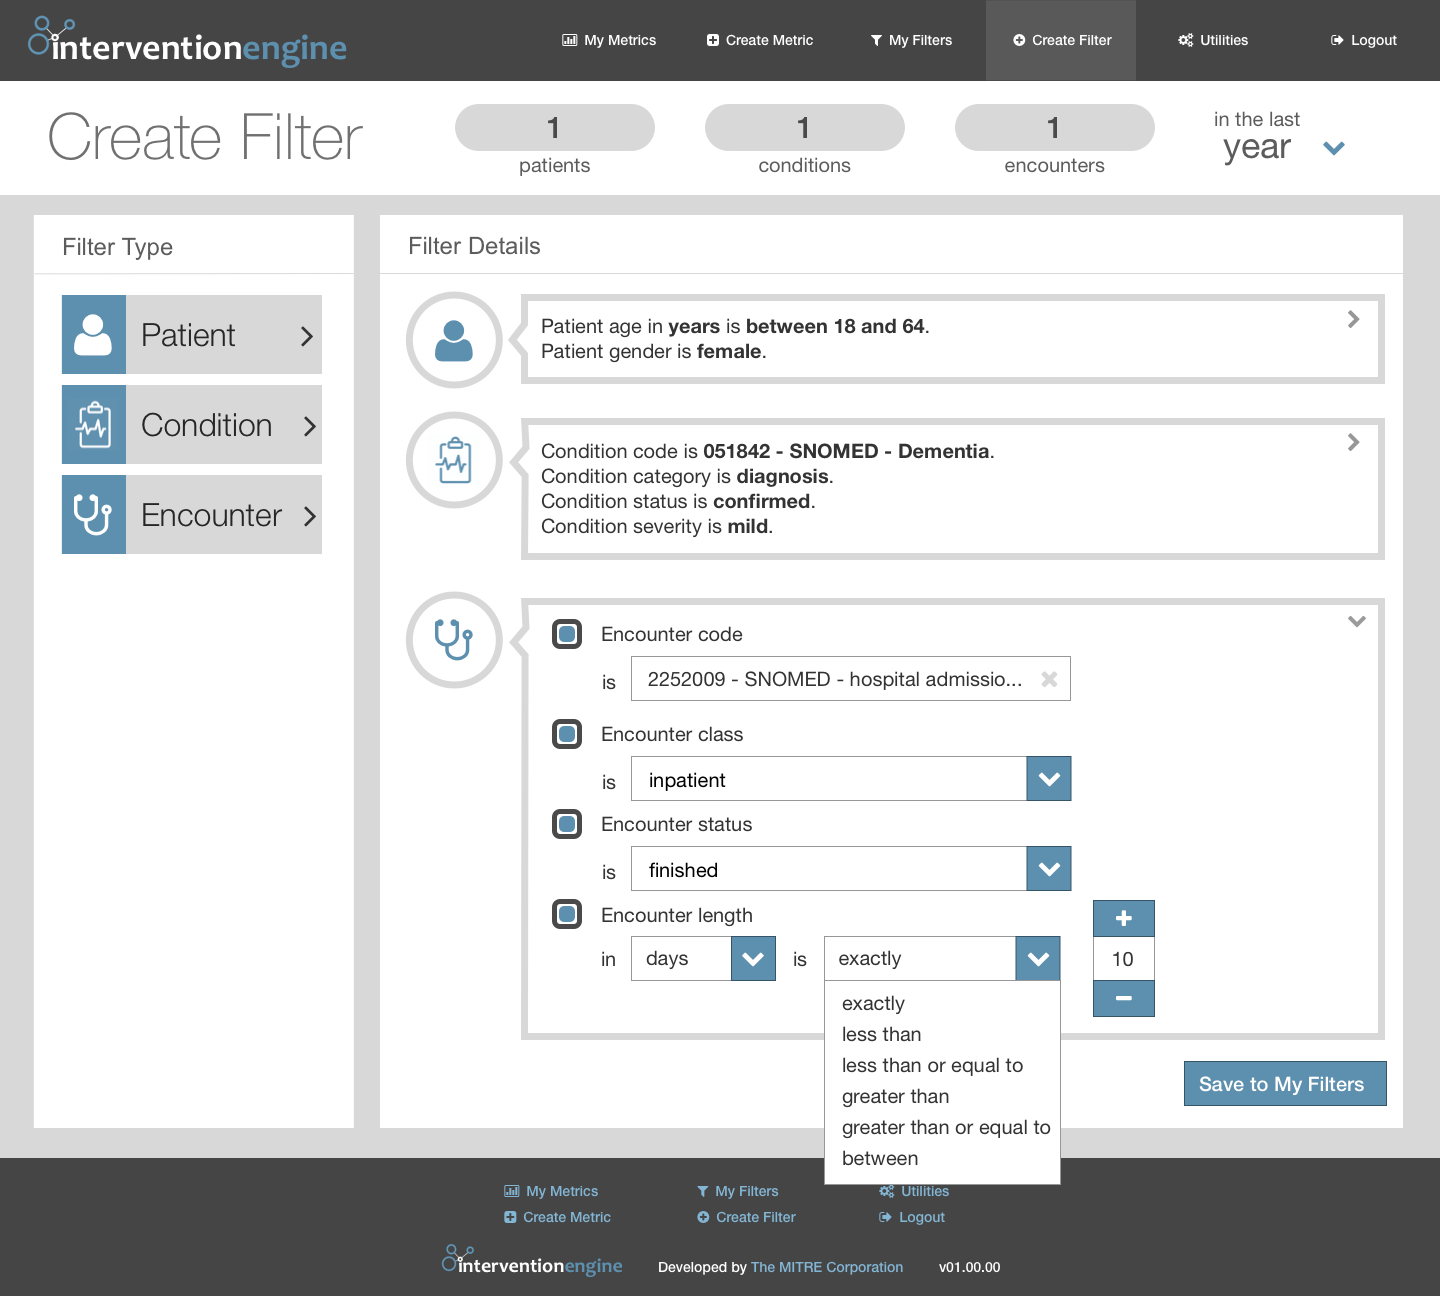 interventionengine
My Metrics
Create Metric
My Filters
Create Filter
Utilities
Logout
Create Filter
1
patients
1
conditions
1
encounters
in the last
year
Filter Type
Patient
Condition
Encounter
Filter Details
Patient age in years is between 18 and 64.
Patient gender is female.
Condition code is 051842 - SNOMED - Dementia.
Condition category is diagnosis.
Condition status is confirmed.
Condition severity is mild.
Encounter code
is 2252009 - SNOMED - hospital admissio...
Encounter class
is inpatient
Encounter status
is finished
Encounter length
in days is exactly 10
exactly
less than
less than or equal to
greater than
greater than or equal to
between
Save to My Filters
My Metrics My Filters Utilities
Create Metric Create Filter Logout
interventionengine Developed by The MITRE Corporation v01.00.00